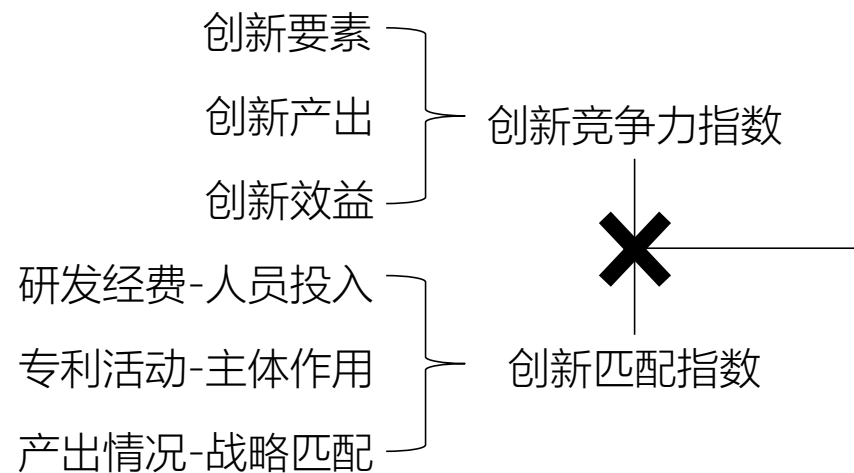 创新要素
创新产出
创新效益
创新竞争力指数
研发经费-人员投入
专利活动-主体作用
产出情况-战略匹配
创新匹配指数